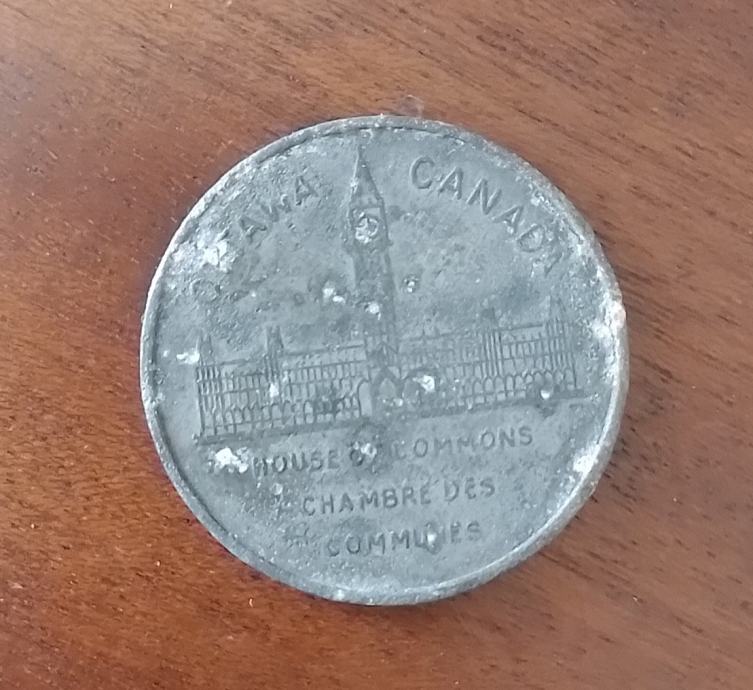 OTTAWA CANADA
HOUSE OF COMMONS
CHAMBRE DES
COMMUNES